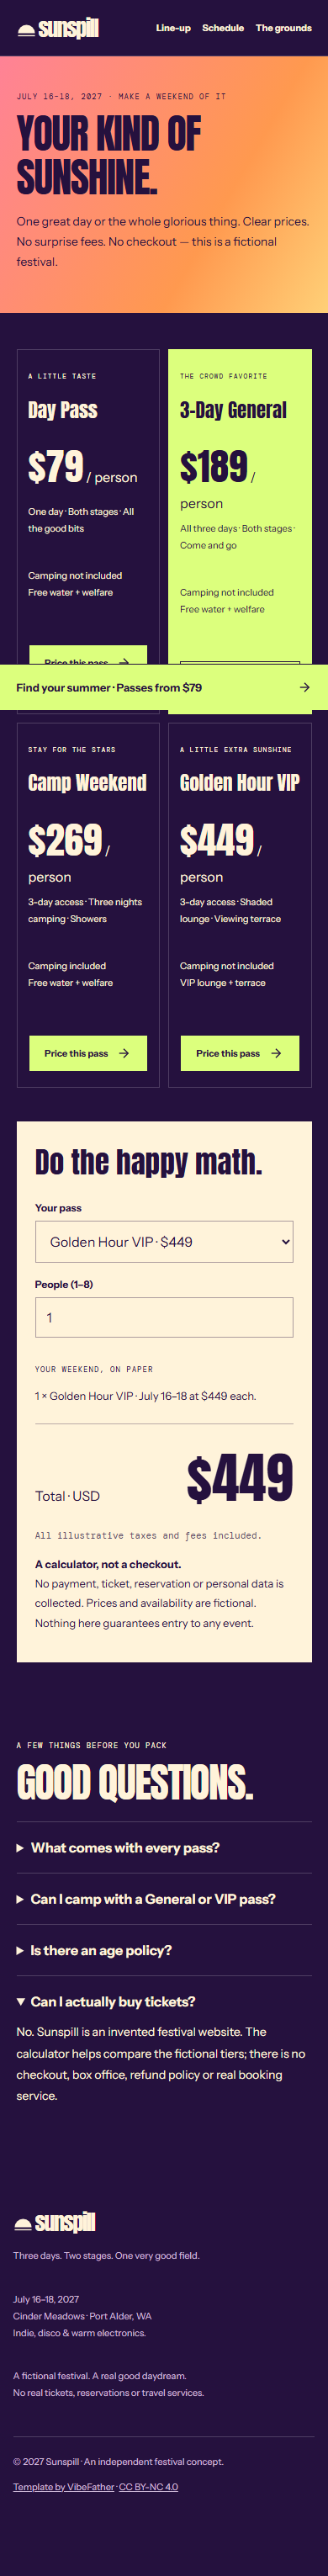 sunspill
Line-up Schedule The grounds
JULY 16–18, 2027 · MAKE A WEEKEND OF IT
YOUR KIND OF
SUNSHINE.
One great day or the whole glorious thing. Clear prices.
No surprise fees. No checkout — this is a fictional
festival.
A LITTLE TASTE
Day Pass
$79 / person
One day · Both stages · All
the good bits
Camping not included
Free water + welfare
Price this pass →
THE CROWD FAVORITE
3-Day General
$189 /
person
All three days · Both stages ·
Come and go
Camping not included
Free water + welfare
Find your summer · Passes from $79 →
STAY FOR THE STARS
Camp Weekend
$269 /
person
3-day access · Three nights
camping · Showers
Camping included
Free water + welfare
Price this pass →
A LITTLE EXTRA SUNSHINE
Golden Hour VIP
$449 /
person
3-day access · Shaded
lounge · Viewing terrace
Camping not included
VIP lounge + terrace
Price this pass →
Do the happy math.
Your pass
Golden Hour VIP · $449
People (1–8)
1
YOUR WEEKEND, ON PAPER
1 × Golden Hour VIP · July 16–18 at $449 each.
Total · USD $449
All illustrative taxes and fees included.
A calculator, not a checkout.
No payment, ticket, reservation or personal data is
collected. Prices and availability are fictional.
Nothing here guarantees entry to any event.
A FEW THINGS BEFORE YOU PACK
GOOD QUESTIONS.
What comes with every pass?
Can I camp with a General or VIP pass?
Is there an age policy?
Can I actually buy tickets?
No. Sunspill is an invented festival website. The
calculator helps compare the fictional tiers; there is no
checkout, box office, refund policy or real booking
service.
sunspill
Three days. Two stages. One very good field.
July 16–18, 2027
Cinder Meadows · Port Alder, WA
Indie, disco & warm electronics.
A fictional festival. A real good daydream.
No real tickets, reservations or travel services.
© 2027 Sunspill · An independent festival concept.
Template by VibeFather · CC BY-NC 4.0